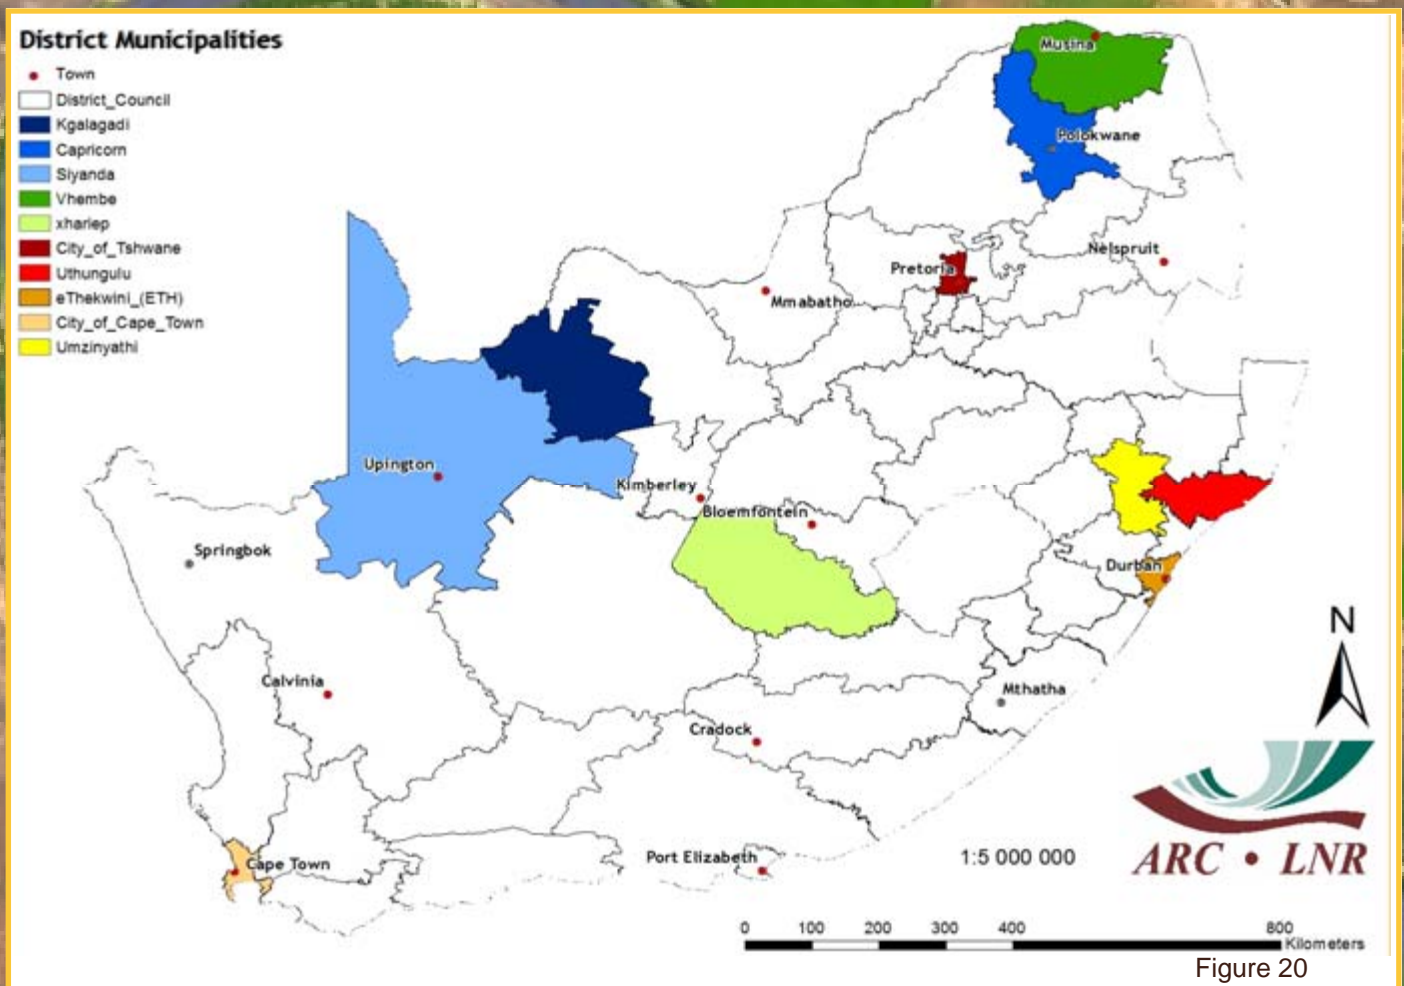 District Municipalities
Town
District_Council
Kgalagadi
Capricorn
Siyanda
Vhembe
xhariep
City_of_Tshwane
Uthungulu
eThekwini_(ETH)
City_of_Cape_Town
Umzinyathi
Musina
Polokwane
Nelspruit
Pretoria
Mmabatho
Upington
Kimberley
Bloemfontein
Springbok
Durban
N
Calvinia
Mthatha
Cradock
Cape Town
Port Elizabeth
1:5 000 000
ARC • LNR
0 100 200 300 400 800
Kilometers
Figure 20